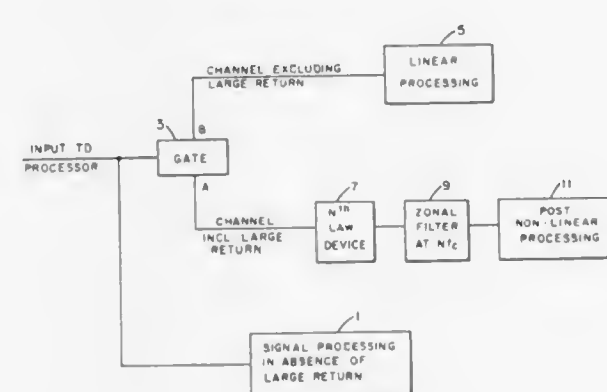 5
CHANNEL EXCLUDING
LARGE RETURN
LINEAR
PROCESSING
3
B
INPUT TO
PROCESSOR
GATE
A
7
9
11
CHANNEL
INCL LARGE
RETURN
Nth
LAW
DEVICE
ZONAL
FILTER
AT Nfc
POST
NON-LINEAR
PROCESSING
1
SIGNAL PROCESSING
IN ABSENCE OF
LARGE RETURN